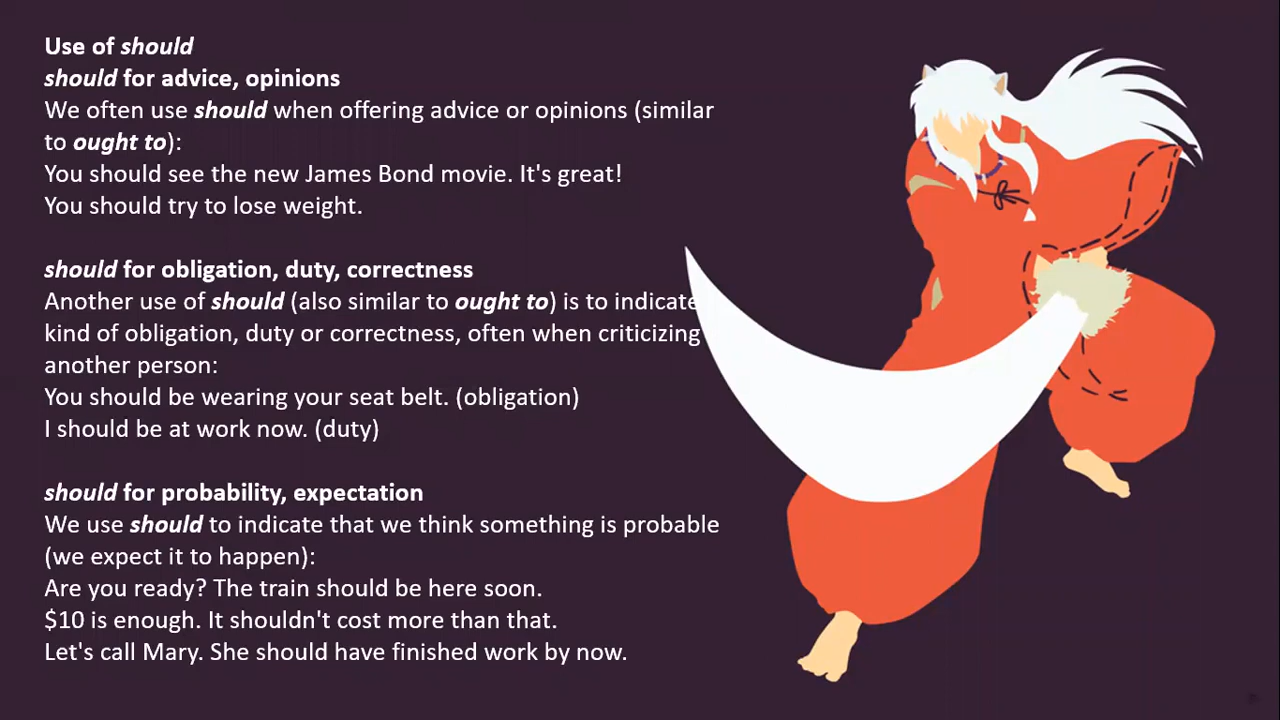 Use of should
should for advice, opinions
We often use should when offering advice or opinions (similar
to ought to):
You should see the new James Bond movie. It's great!
You should try to lose weight.
should for obligation, duty, correctness
Another use of should (also similar to ought to) is to indicate
kind of obligation, duty or correctness, often when criticizing
another person:
You should be wearing your seat belt. (obligation)
I should be at work now. (duty)
should for probability, expectation
We use should to indicate that we think something is probable
(we expect it to happen):
Are you ready? The train should be here soon.
$10 is enough. It shouldn't cost more than that.
Let's call Mary. She should have finished work by now.